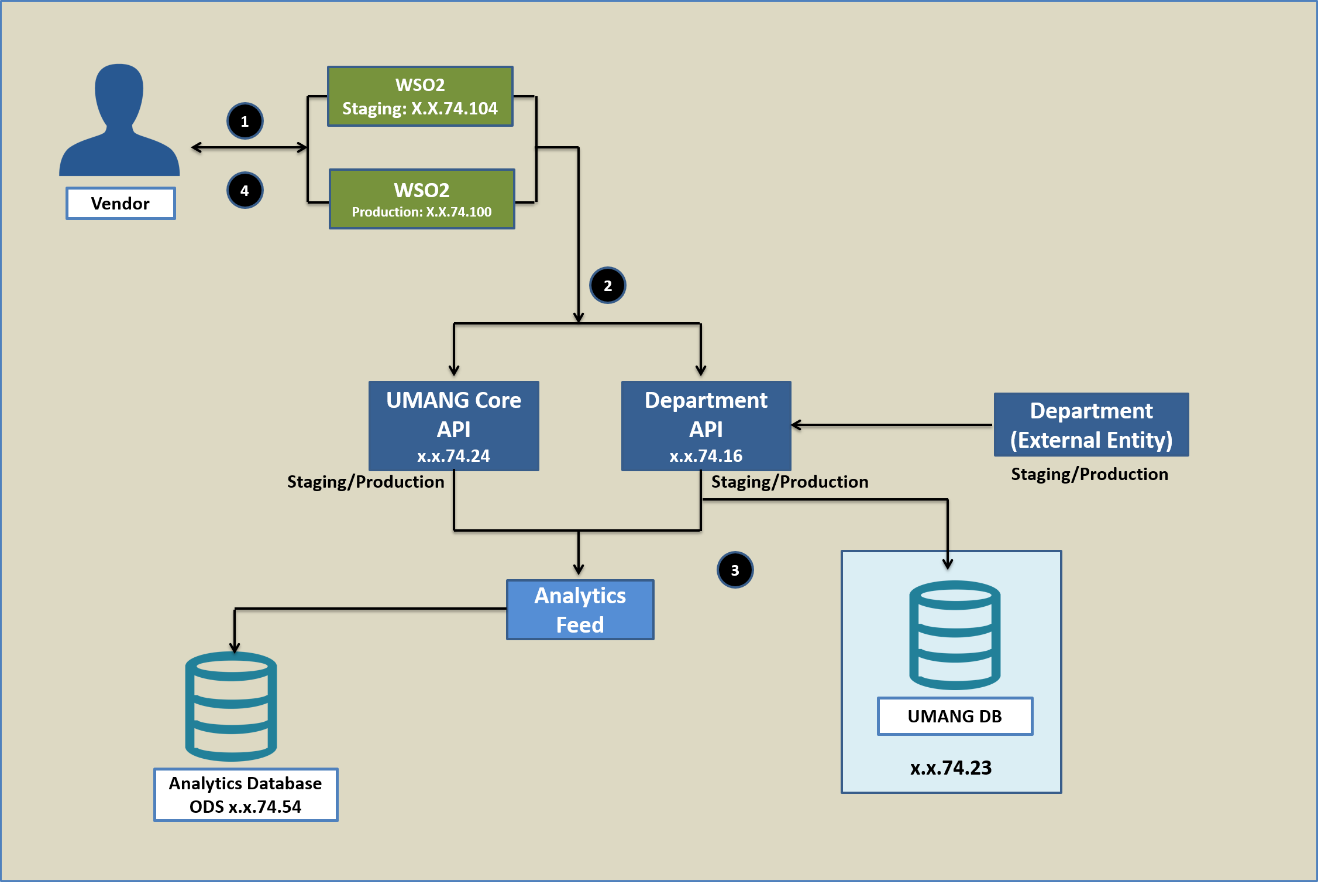 WSO2
Staging: X.X.74.104
1
4
WSO2
Production: X.X.74.100
Vendor
2
UMANG Core
API
x.x.74.24
Staging/Production
Department
API
x.x.74.16
Staging/Production
Department
(External Entity)
Staging/Production
3
Analytics
Feed
UMANG DB
x.x.74.23
Analytics Database
ODS x.x.74.54